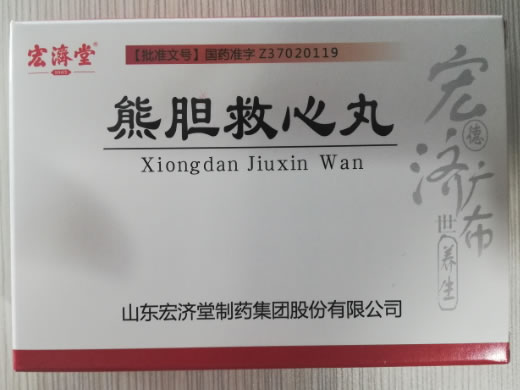 宏濟堂
【批准文号】国药准字Z37020119
熊胆救心丸
Xiongdan Jiuxin Wan
宏济广布
德
世养生
山东宏济堂制药集团股份有限公司